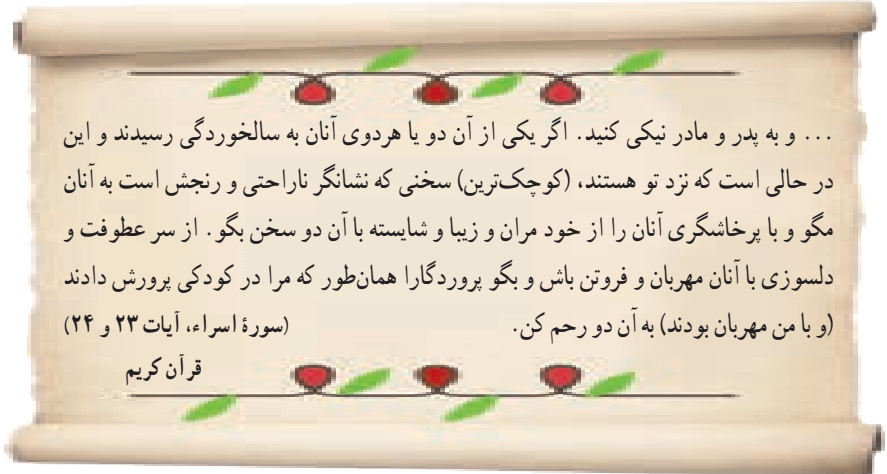 ... و به پدر و مادر نیکی کنید. اگر یکی از آن دو یا هردوی آنان به سالخوردگی رسیدند و این
در حالی است که نزد تو هستند، (کوچک‌ترین) سخنی که نشانگر ناراحتی و رنجش است به آنان
مگو و با پرخاشگری آنان را از خود مران و زیبا و شایسته با آن دو سخن بگو. از سر عطوفت و
دلسوزی با آنان مهربان و فروتن باش و بگو پروردگارا همان‌طور که مرا در کودکی پرورش دادند
(و با من مهربان بودند) به آن دو رحم کن. (سورهٔ اسراء، آیات ۲۳ و ۲۴)
قرآن کریم